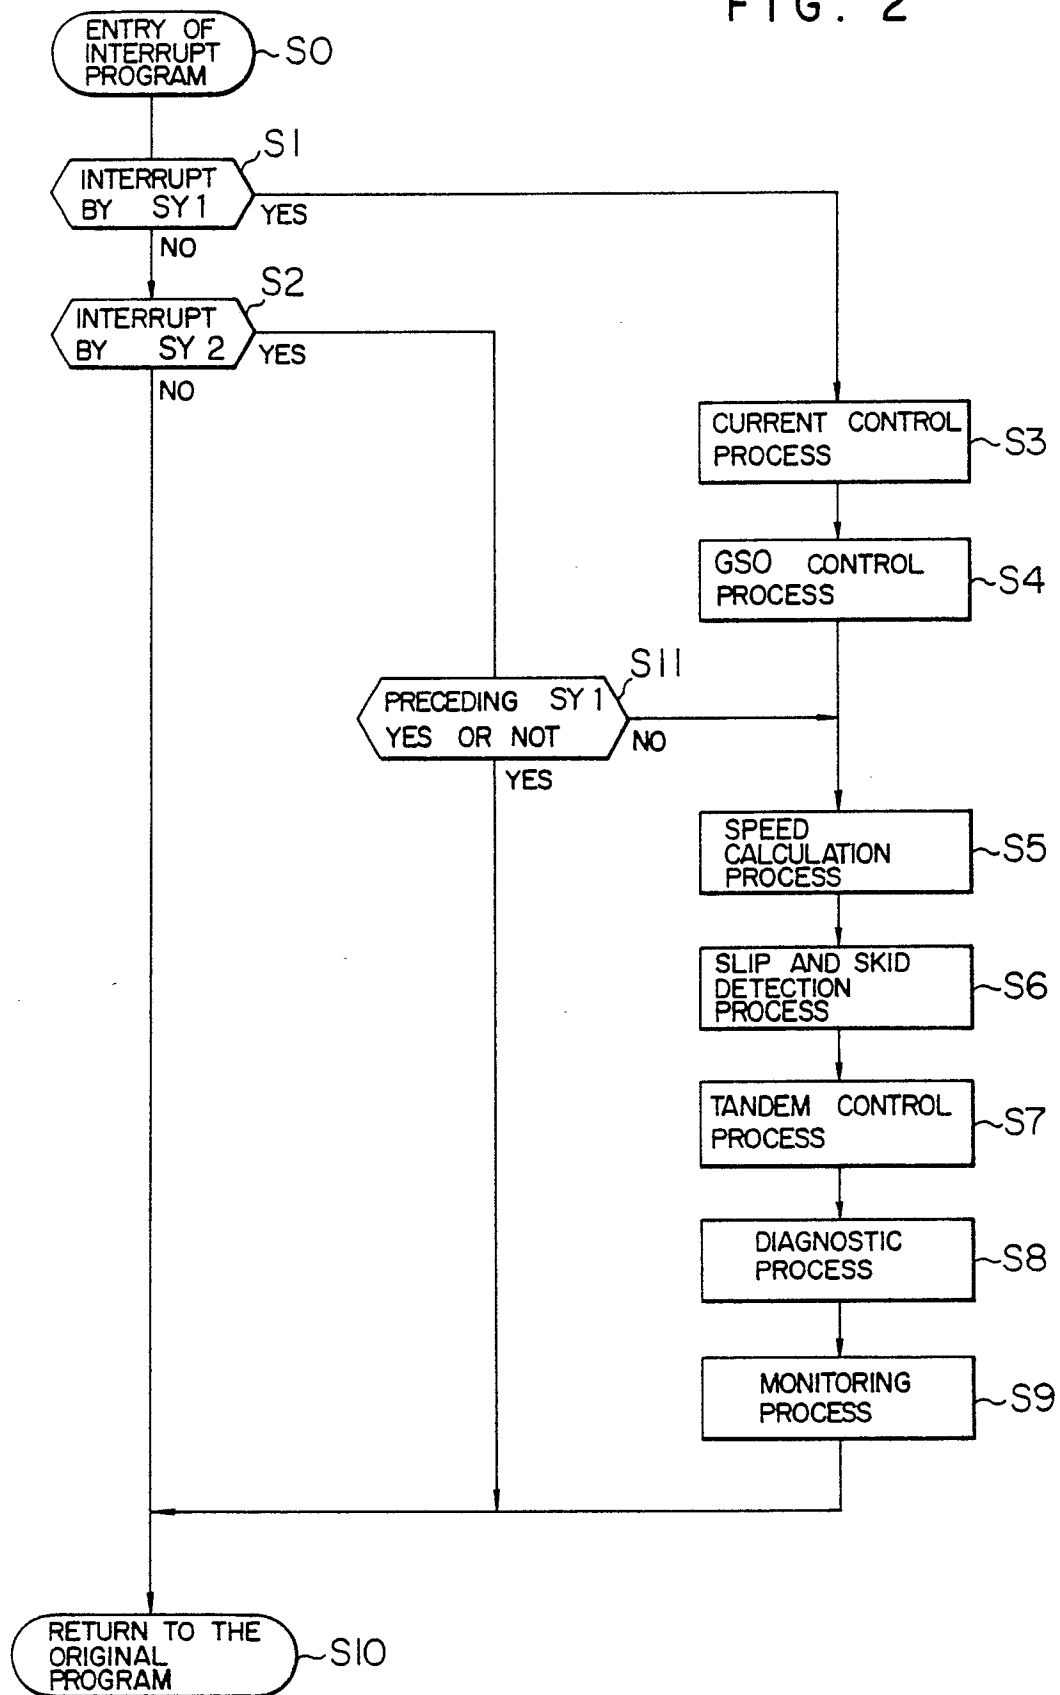 FIG. 2
ENTRY OF
INTERRUPT
PROGRAM
S0
S1
INTERRUPT
BY SY1
YES
NO
S2
INTERRUPT
BY SY2
YES
NO
CURRENT CONTROL
PROCESS
S3
GSO CONTROL
PROCESS
S4
S11
PRECEDING SY1
YES OR NOT
NO
YES
SPEED
CALCULATION
PROCESS
S5
SLIP AND SKID
DETECTION
PROCESS
S6
TANDEM CONTROL
PROCESS
S7
DIAGNOSTIC
PROCESS
S8
MONITORING
PROCESS
S9
RETURN TO THE
ORIGINAL
PROGRAM
S10